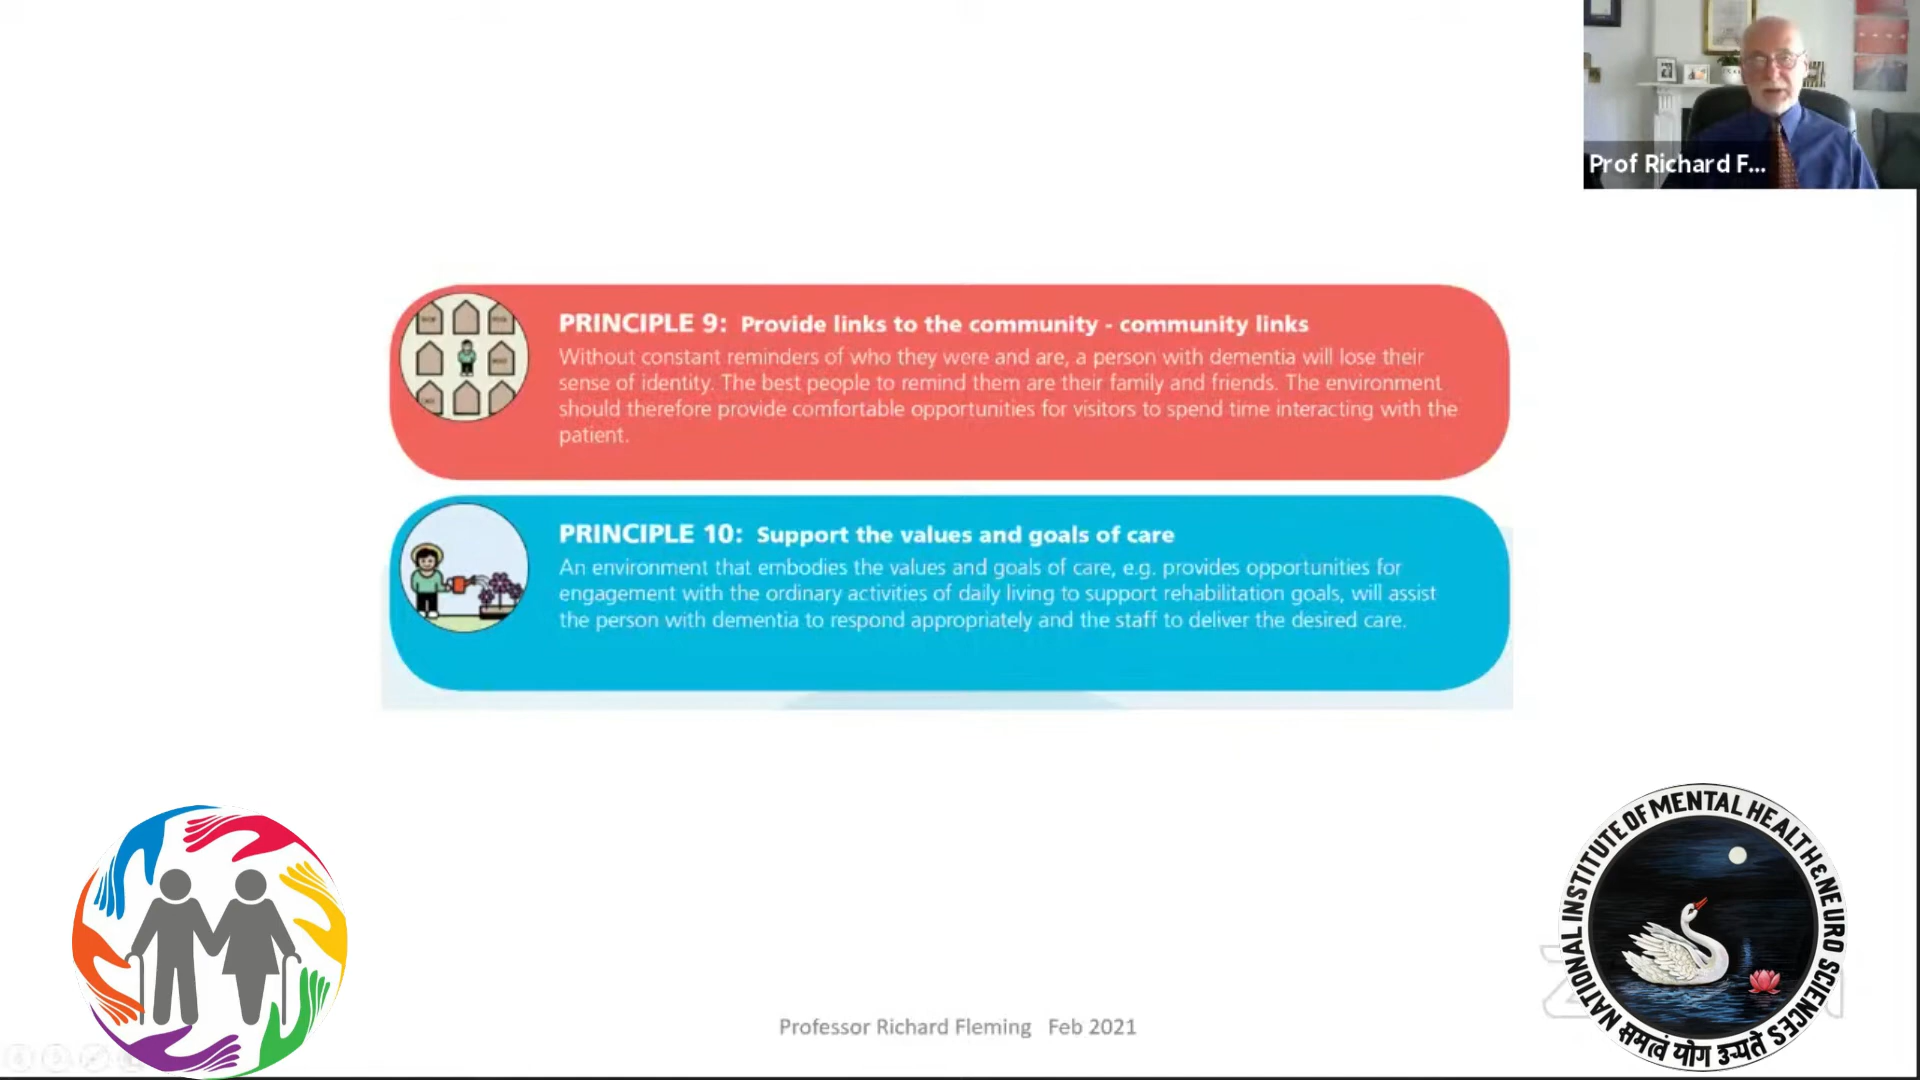 Prof Richard F...
PRINCIPLE 9: Provide links to the community - community links
Without constant reminders of who they were and are, a person with dementia will lose their
sense of identity. The best people to remind them are their family and friends. The environment
should therefore provide comfortable opportunities for visitors to spend time interacting with the
patient.
PRINCIPLE 10: Support the values and goals of care
An environment that embodies the values and goals of care, e.g. provides opportunities for
engagement with the ordinary activities of daily living to support rehabilitation goals, will assist
the person with dementia to respond appropriately and the staff to deliver the desired care.
NATIONAL INSTITUTE OF MENTAL HEALTH & NEURO SCIENCES
समत्वं योग उच्यते
Professor Richard Fleming Feb 2021